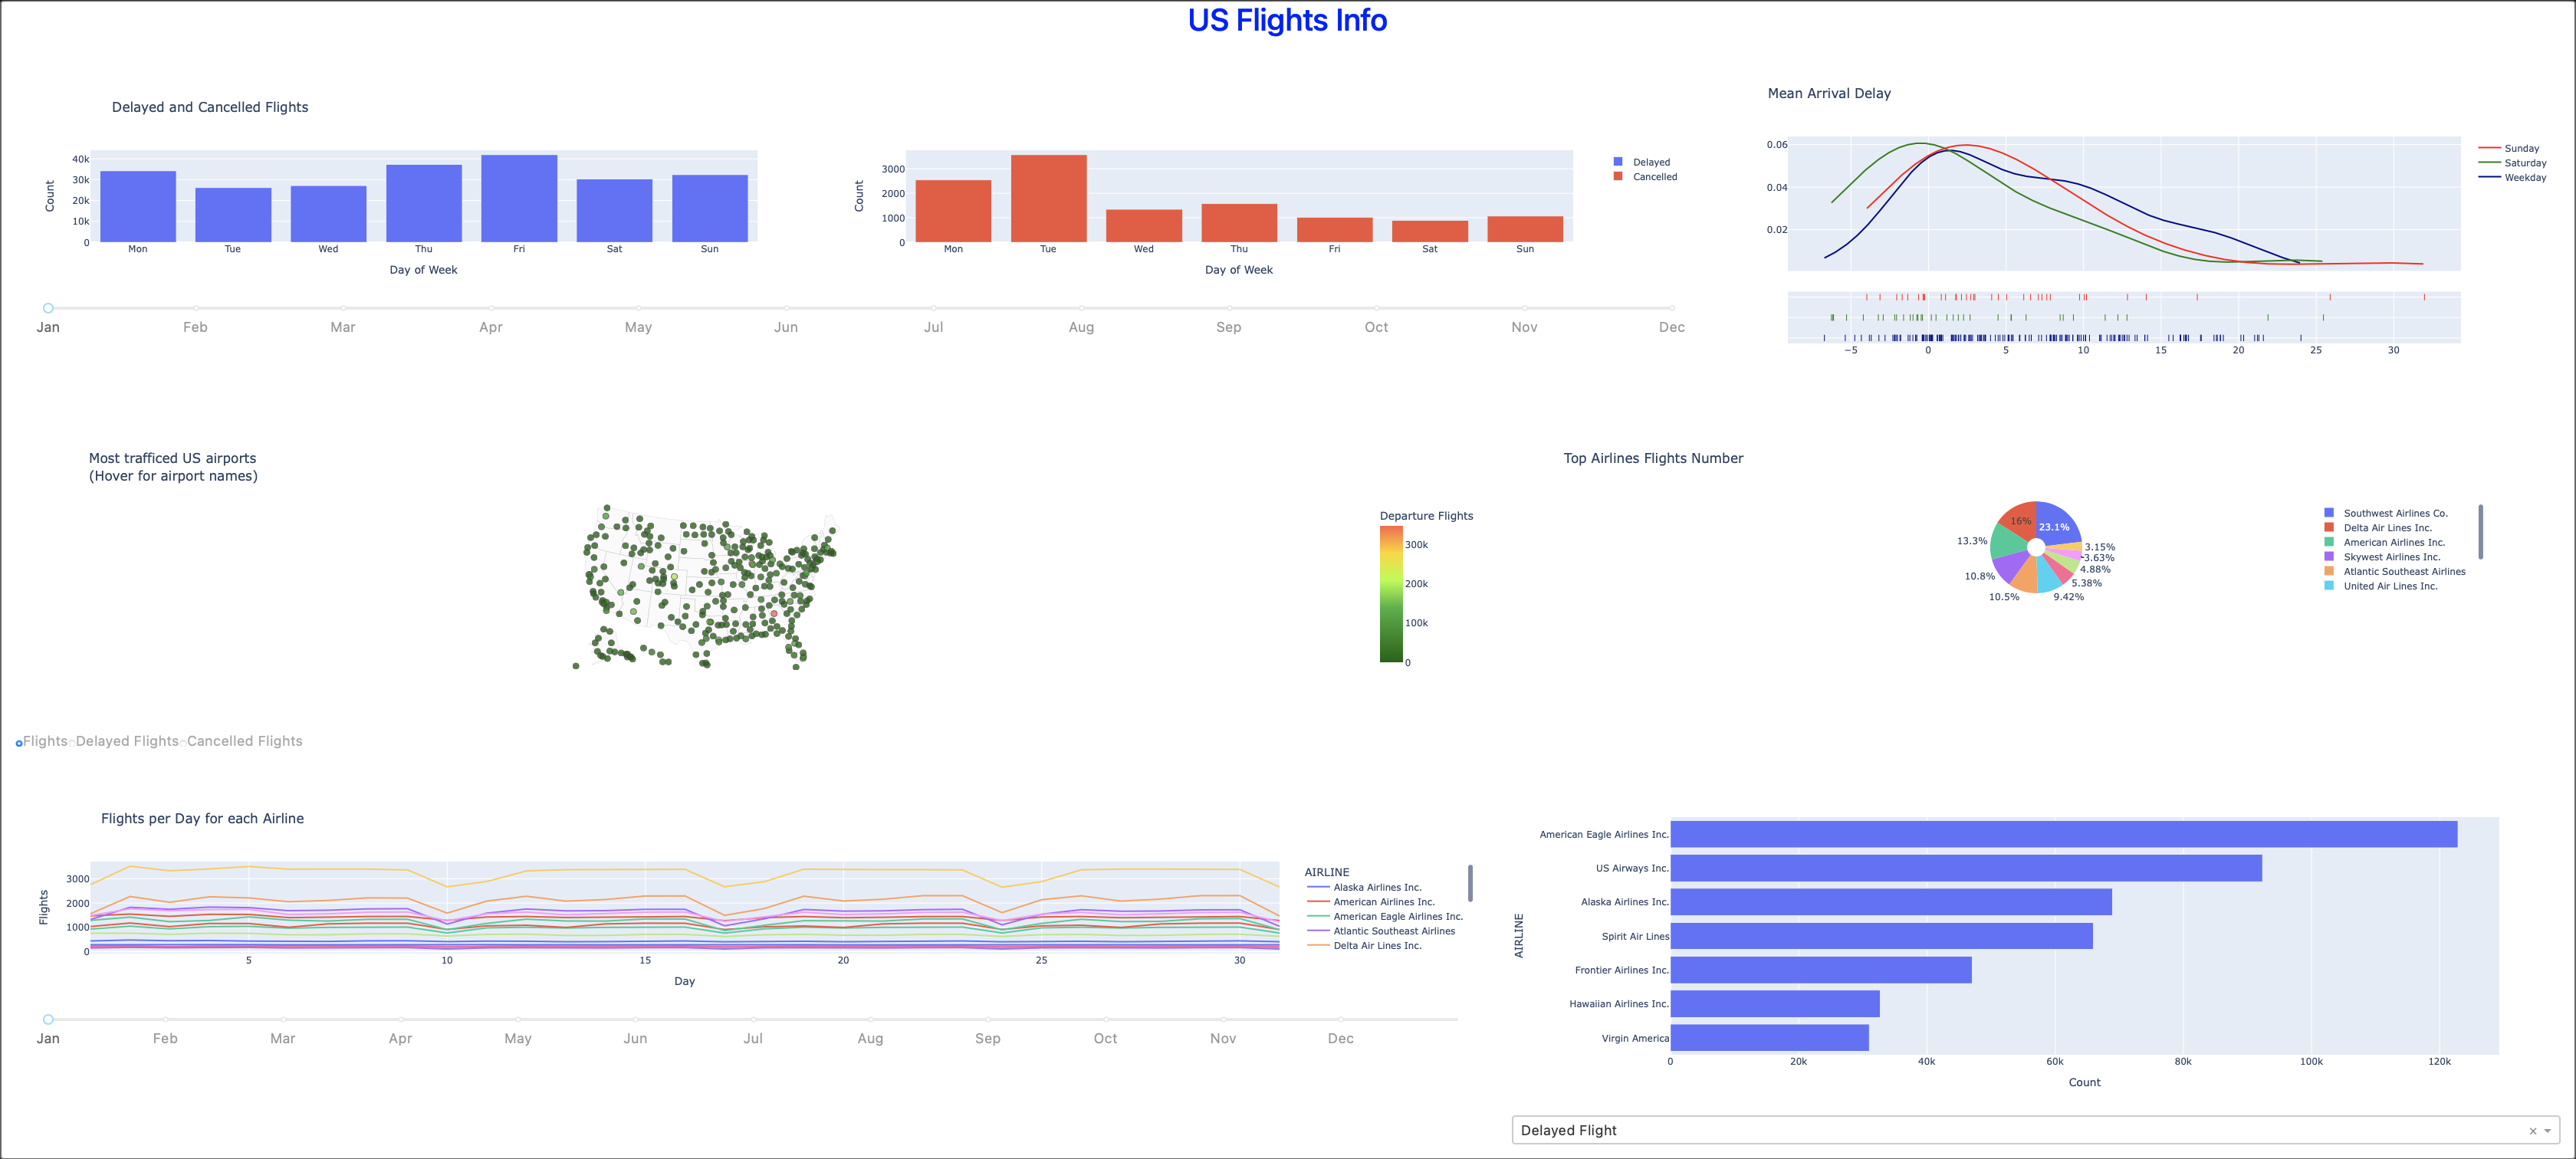 US Flights Info
Delayed and Cancelled Flights
Count
40k
30k
20k
10k
0
Mon Tue Wed Thu Fri Sat Sun
Day of Week
Count
3000
2000
1000
0
Mon Tue Wed Thu Fri Sat Sun
Day of Week
Delayed
Cancelled
Jan Feb Mar Apr May Jun Jul Aug Sep Oct Nov Dec
Mean Arrival Delay
0.06
0.04
0.02
−5 0 5 10 15 20 25 30
Sunday
Saturday
Weekday
Most trafficed US airports
(Hover for airport names)
Departure Flights
300k
200k
100k
0
Top Airlines Flights Number
16%
23.1%
13.3%
3.15%
3.63%
4.88%
10.8%
5.38%
10.5%
9.42%
Southwest Airlines Co.
Delta Air Lines Inc.
American Airlines Inc.
Skywest Airlines Inc.
Atlantic Southeast Airlines
United Air Lines Inc.
Flights Delayed Flights Cancelled Flights
Flights per Day for each Airline
Flights
3000
2000
1000
0
5 10 15 20 25 30
Day
AIRLINE
Alaska Airlines Inc.
American Airlines Inc.
American Eagle Airlines Inc.
Atlantic Southeast Airlines
Delta Air Lines Inc.
Jan Feb Mar Apr May Jun Jul Aug Sep Oct Nov Dec
AIRLINE
American Eagle Airlines Inc.
US Airways Inc.
Alaska Airlines Inc.
Spirit Air Lines
Frontier Airlines Inc.
Hawaiian Airlines Inc.
Virgin America
0 20k 40k 60k 80k 100k 120k
Count
Delayed Flight